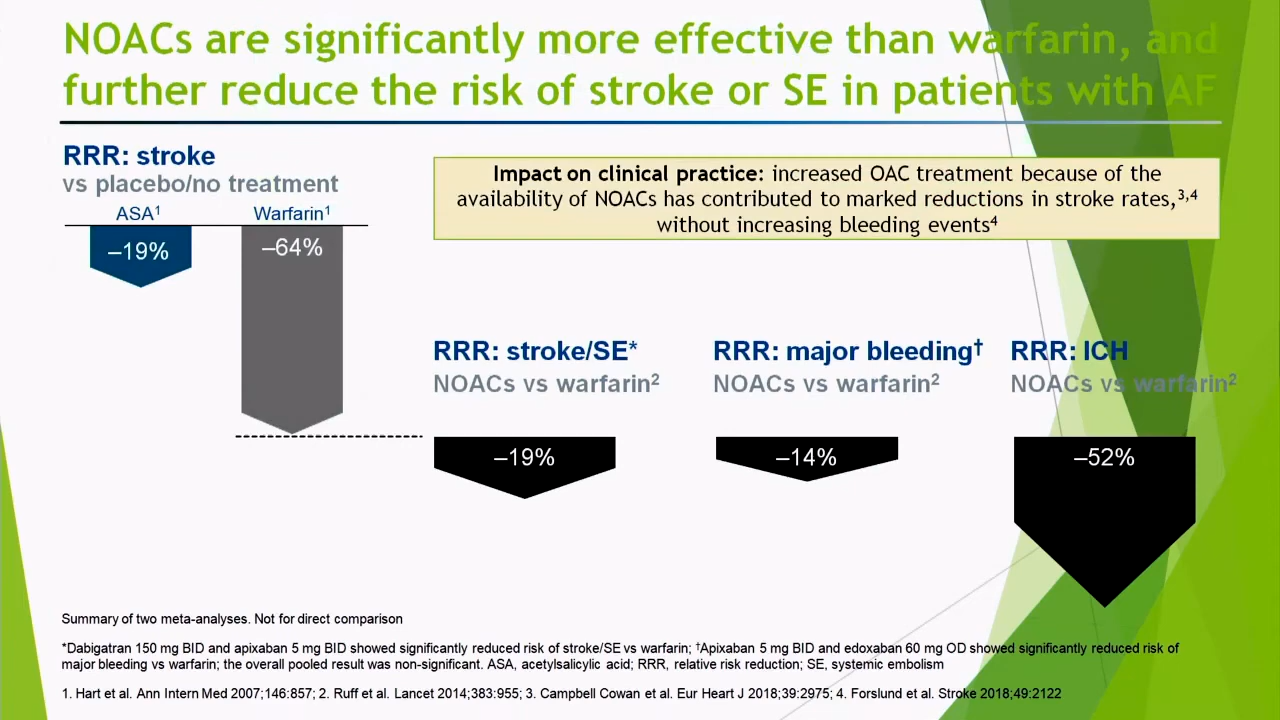 NOACs are significantly more effective than warfarin, and
further reduce the risk of stroke or SE in patients with AF
RRR: stroke
vs placebo/no treatment
ASA¹
Warfarin¹
–19%
–64%
Impact on clinical practice: increased OAC treatment because of the
availability of NOACs has contributed to marked reductions in stroke rates,³,⁴
without increasing bleeding events⁴
RRR: stroke/SE*
NOACs vs warfarin²
–19%
RRR: major bleeding†
NOACs vs warfarin²
–14%
RRR: ICH
NOACs vs warfarin²
–52%
Summary of two meta-analyses. Not for direct comparison
*Dabigatran 150 mg BID and apixaban 5 mg BID showed significantly reduced risk of stroke/SE vs warfarin; †Apixaban 5 mg BID and edoxaban 60 mg OD showed significantly reduced risk of
major bleeding vs warfarin; the overall pooled result was non-significant. ASA, acetylsalicylic acid; RRR, relative risk reduction; SE, systemic embolism
1. Hart et al. Ann Intern Med 2007;146:857; 2. Ruff et al. Lancet 2014;383:955; 3. Campbell Cowan et al. Eur Heart J 2018;39:2975; 4. Forslund et al. Stroke 2018;49:2122